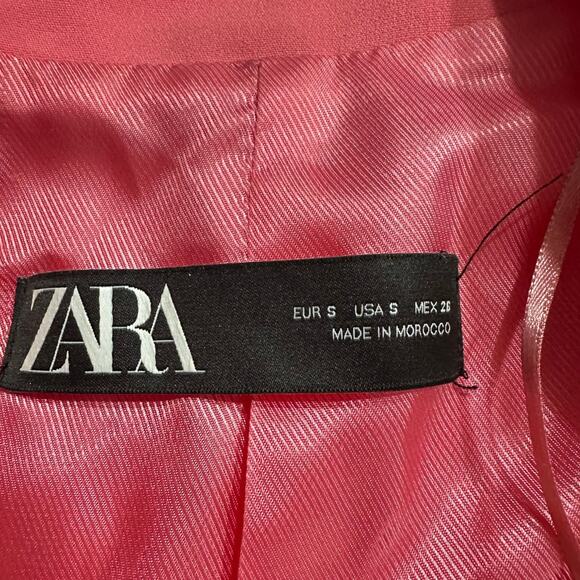 ZARA
EUR S USA S MEX 26
MADE IN MOROCCO